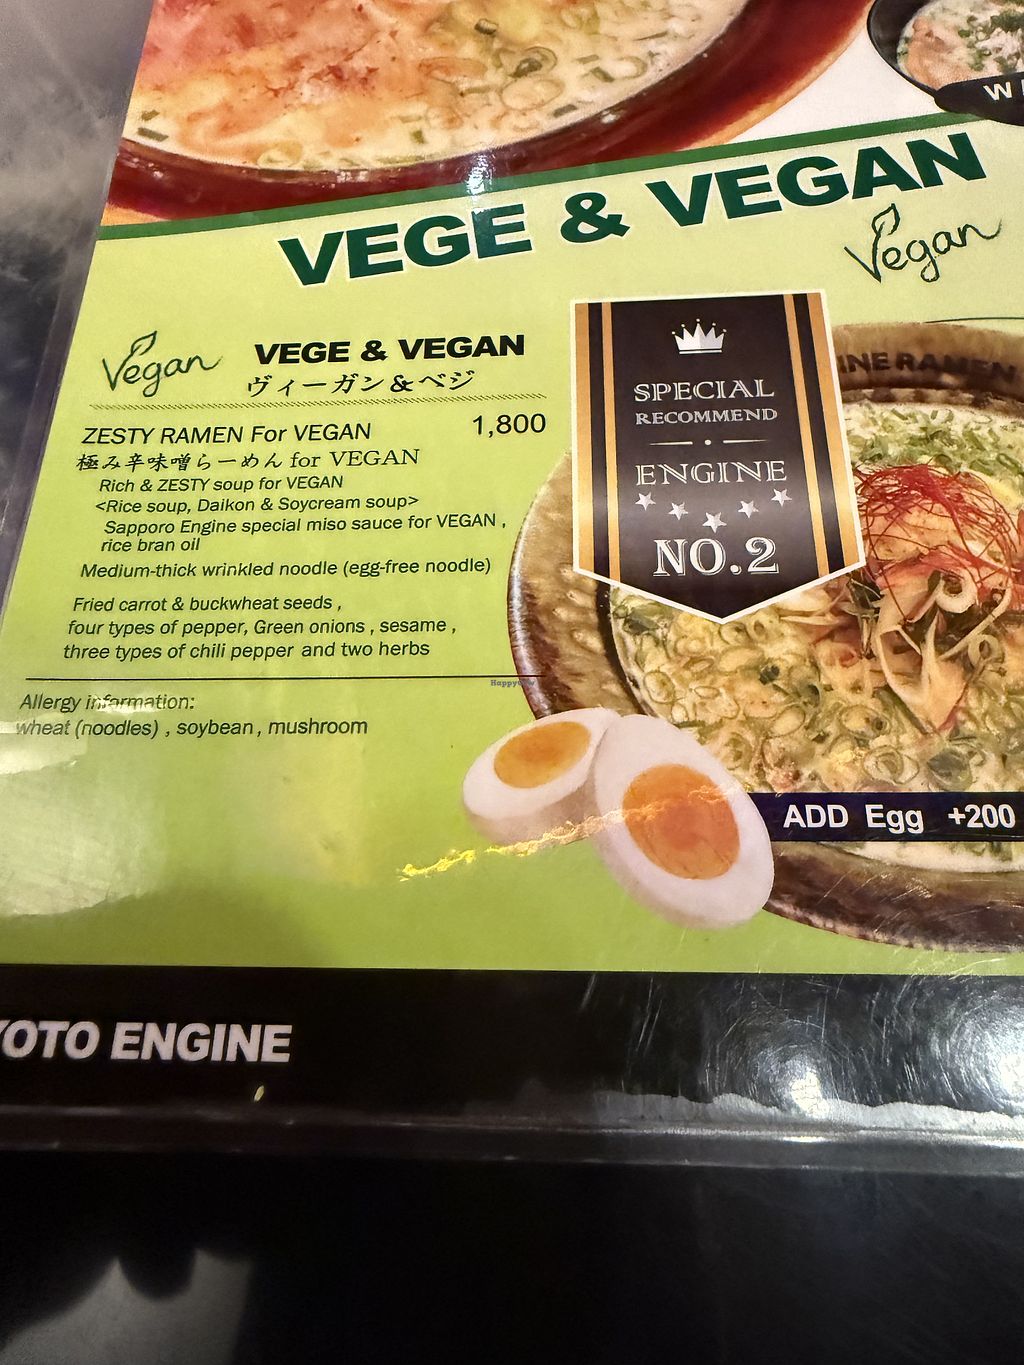 W
VEGE & VEGAN
Vegan
Vegan
VEGE & VEGAN
ヴィーガン&ベジ
ZESTY RAMEN For VEGAN 1,800
極み辛味噌らーめん for VEGAN
Rich & ZESTY soup for VEGAN
<Rice soup, Daikon & Soycream soup>
Sapporo Engine special miso sauce for VEGAN ,
rice bran oil
Medium-thick wrinkled noodle (egg-free noodle)
Fried carrot & buckwheat seeds ,
four types of pepper, Green onions , sesame ,
three types of chili pepper and two herbs
Allergy information:
wheat (noodles) , soybean , mushroom
SPECIAL
RECOMMEND
ENGINE
NO.2
INE RAMEN
HappyCow
ADD Egg +200
YOTO ENGINE